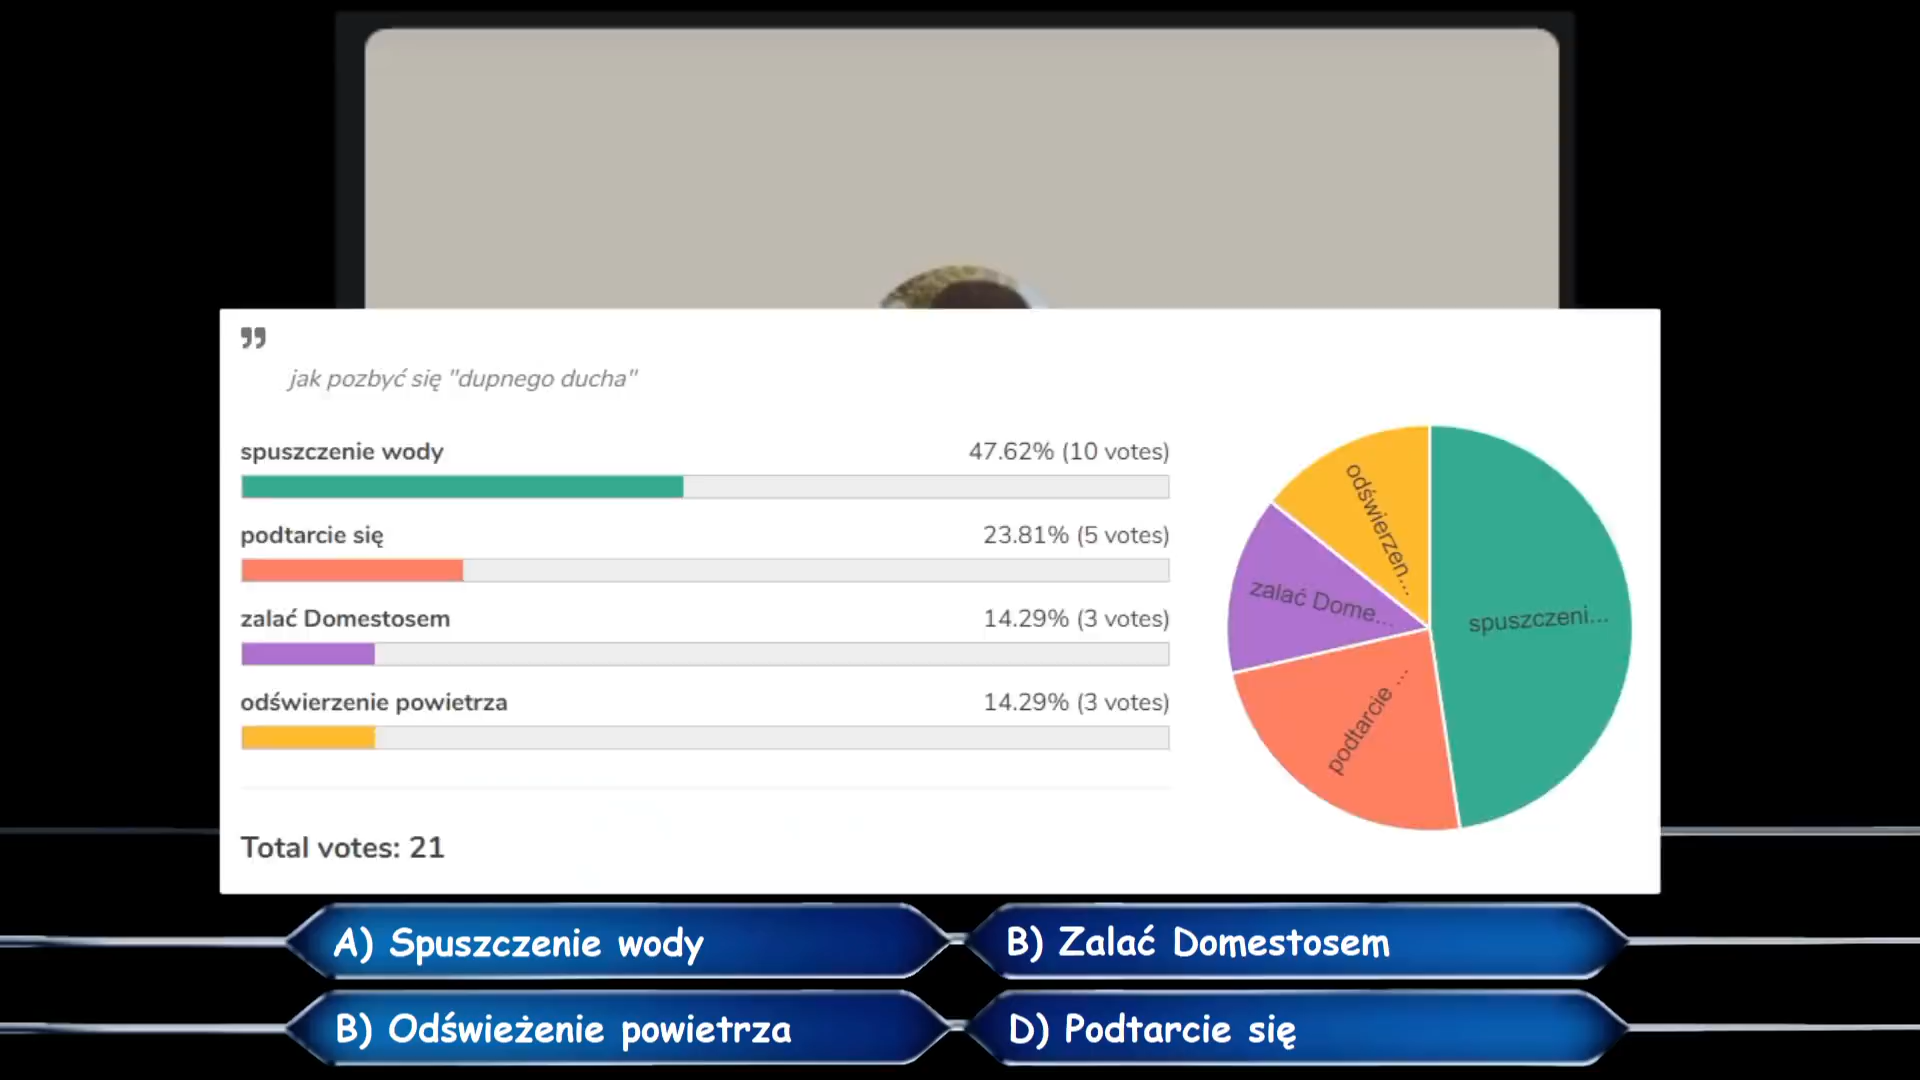 ”
jak pozbyć się "dupnego ducha"
spuszczenie wody 47.62% (10 votes)
podtarcie się 23.81% (5 votes)
zalać Domestosem 14.29% (3 votes)
odświerzenie powietrza 14.29% (3 votes)
Total votes: 21
odświerzen...
zalać Dome...
spuszczeni...
podtarcie ...
A) Spuszczenie wody
B) Zalać Domestosem
B) Odświeżenie powietrza
D) Podtarcie się